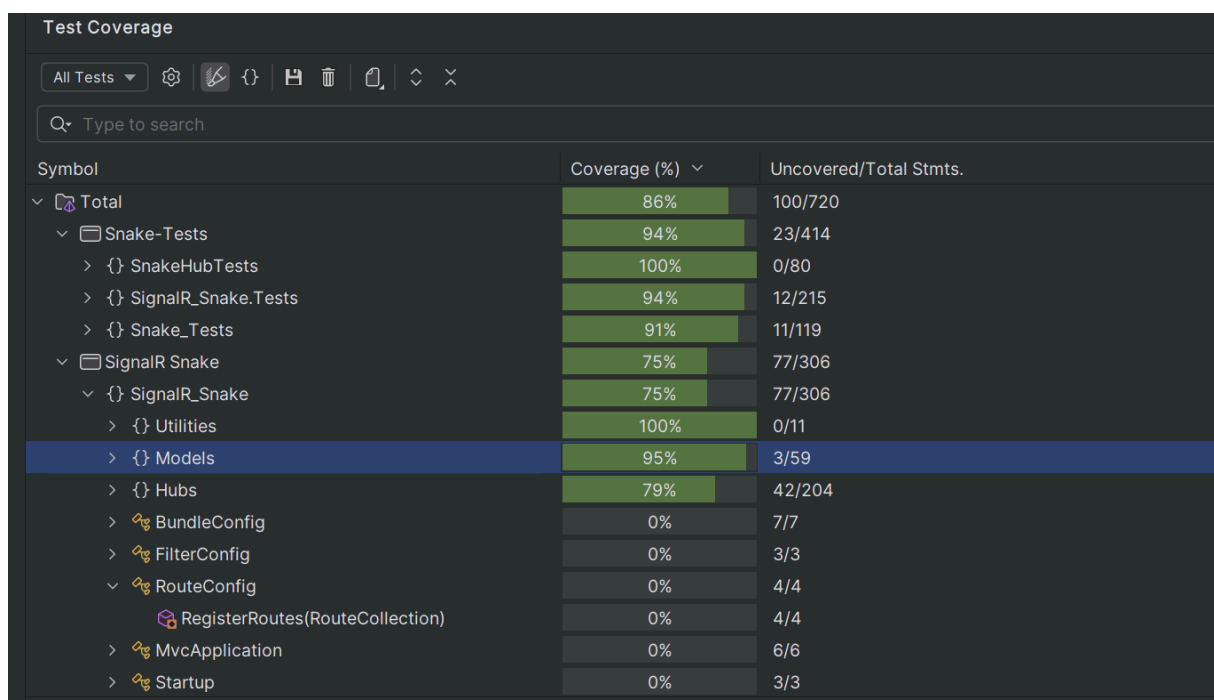 Test Coverage
All Tests
Type to search
Symbol Coverage (%) Uncovered/Total Stmts.
Total 86% 100/720
Snake-Tests 94% 23/414
{} SnakeHubTests 100% 0/80
{} SignalR_Snake.Tests 94% 12/215
{} Snake_Tests 91% 11/119
SignalR Snake 75% 77/306
{} SignalR_Snake 75% 77/306
{} Utilities 100% 0/11
{} Models 95% 3/59
{} Hubs 79% 42/204
BundleConfig 0% 7/7
FilterConfig 0% 3/3
RouteConfig 0% 4/4
RegisterRoutes(RouteCollection) 0% 4/4
MvcApplication 0% 6/6
Startup 0% 3/3